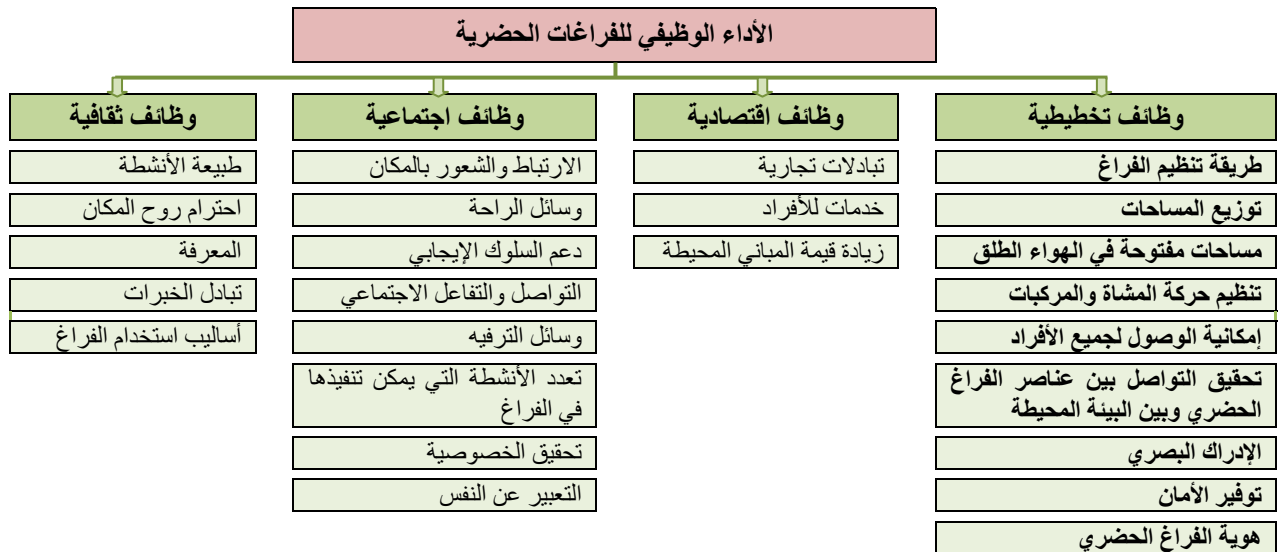 الأداء الوظيفي للفراغات الحضرية
وظائف تخطيطية
طريقة تنظيم الفراغ
توزيع المساحات
مساحات مفتوحة في الهواء الطلق
تنظيم حركة المشاة والمركبات
إمكانية الوصول لجميع الأفراد
تحقيق التواصل بين عناصر الفراغ
الحضري وبين البيئة المحيطة
الإدراك البصري
توفير الأمان
هوية الفراغ الحضري
وظائف اقتصادية
تبادلات تجارية
خدمات للأفراد
زيادة قيمة المباني المحيطة
وظائف اجتماعية
الارتباط والشعور بالمكان
وسائل الراحة
دعم السلوك الإيجابي
التواصل والتفاعل الاجتماعي
وسائل الترفيه
تعدد الأنشطة التي يمكن تنفيذها
في الفراغ
تحقيق الخصوصية
التعبير عن النفس
وظائف ثقافية
طبيعة الأنشطة
احترام روح المكان
المعرفة
تبادل الخبرات
أساليب استخدام الفراغ